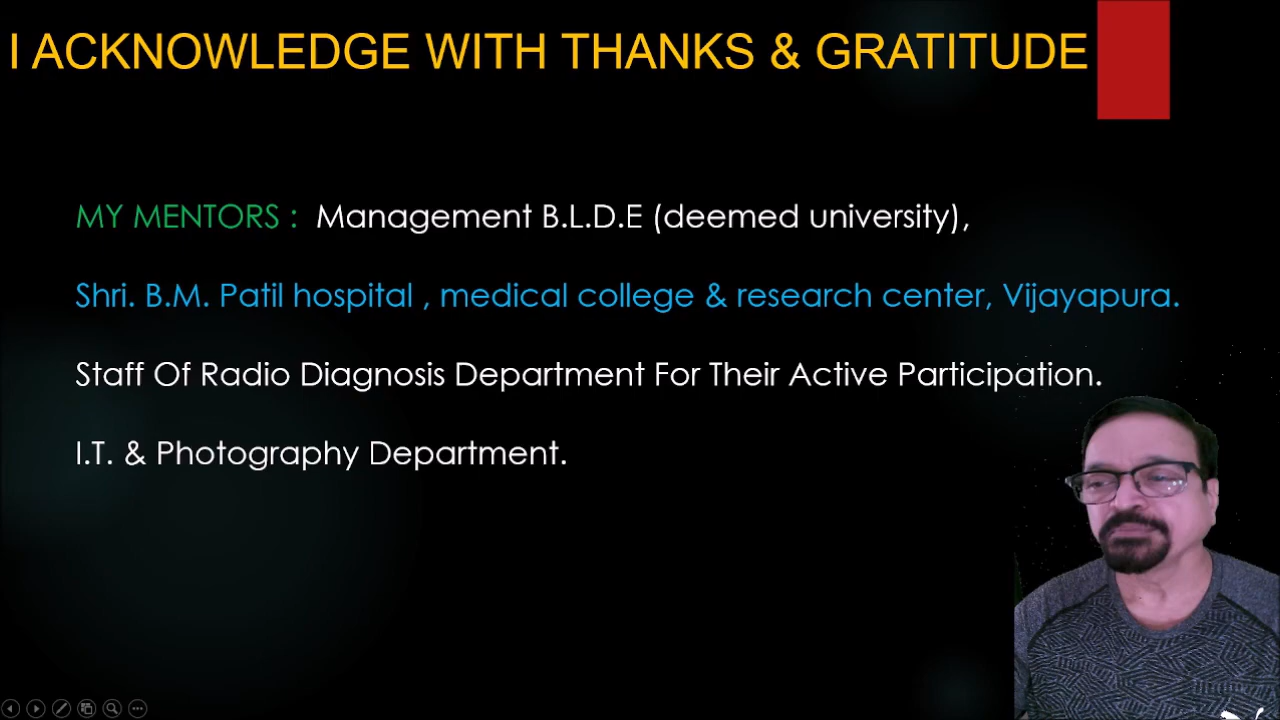 I ACKNOWLEDGE WITH THANKS & GRATITUDE
MY MENTORS : Management B.L.D.E (deemed university),
Shri. B.M. Patil hospital , medical college & research center, Vijayapura.
Staff Of Radio Diagnosis Department For Their Active Participation.
I.T. & Photography Department.